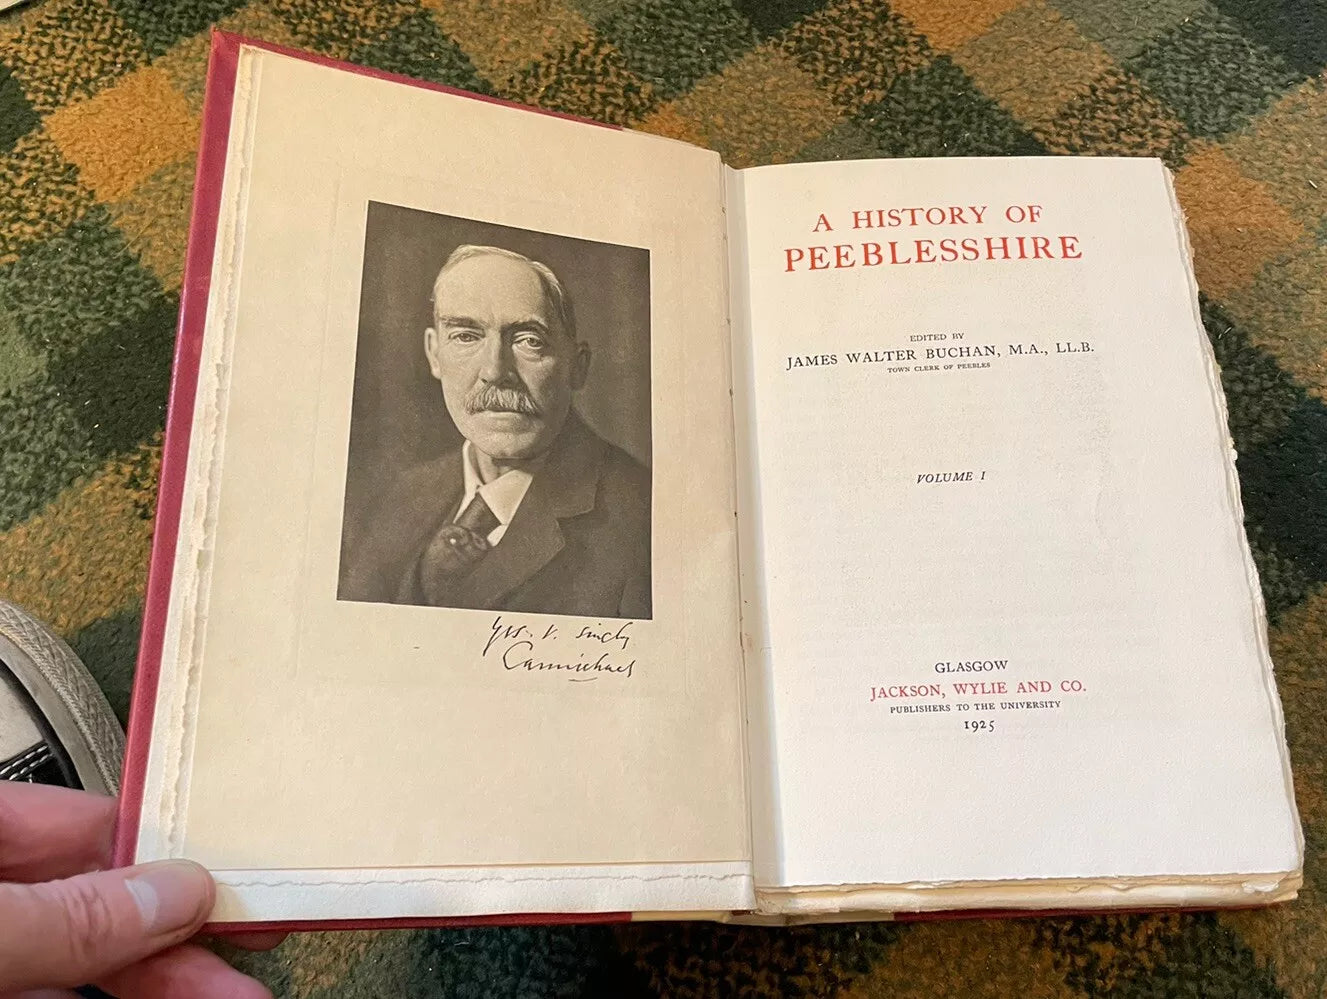 Yrs. v. sincly
Carmichael
A HISTORY OF
PEEBLESSHIRE
EDITED BY
JAMES WALTER BUCHAN, M.A., LL.B.
TOWN CLERK OF PEEBLES
VOLUME I
GLASGOW
JACKSON, WYLIE AND CO.
PUBLISHERS TO THE UNIVERSITY
1925